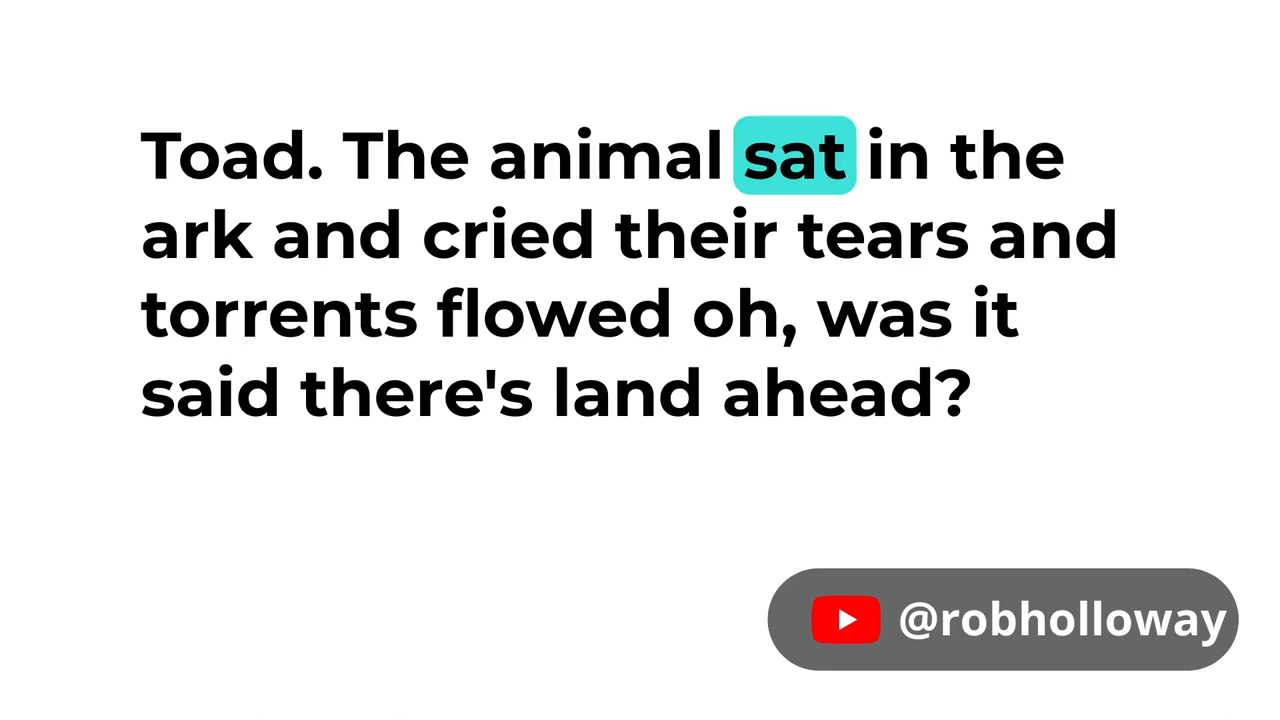 Toad. The animal sat in the
ark and cried their tears and
torrents flowed oh, was it
said there's land ahead?
@robholloway